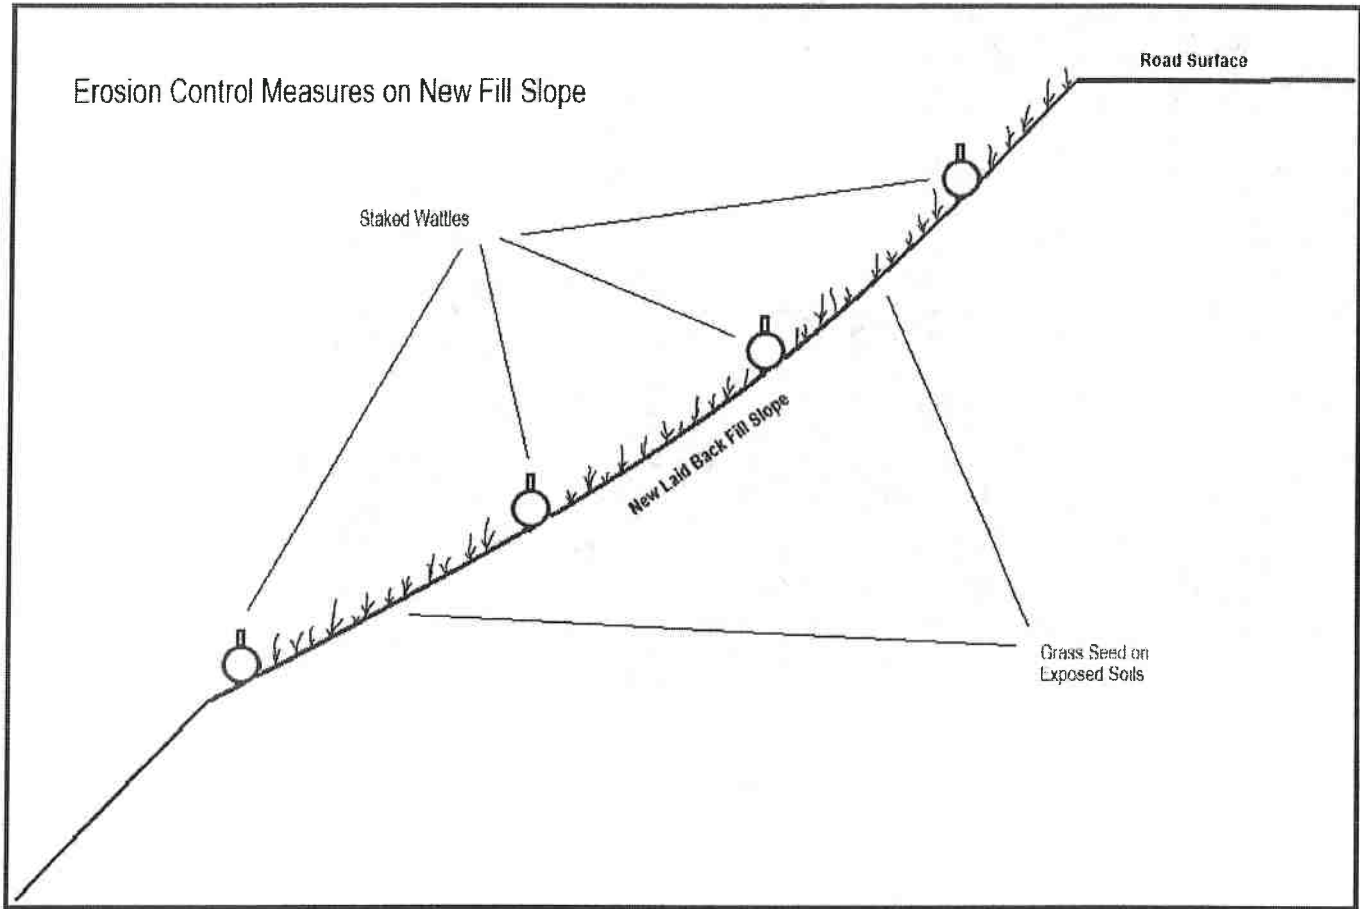 Road Surface
Erosion Control Measures on New Fill Slope
Staked Wattles
New Laid Back Fill Slope
Grass Seed on
Exposed Soils